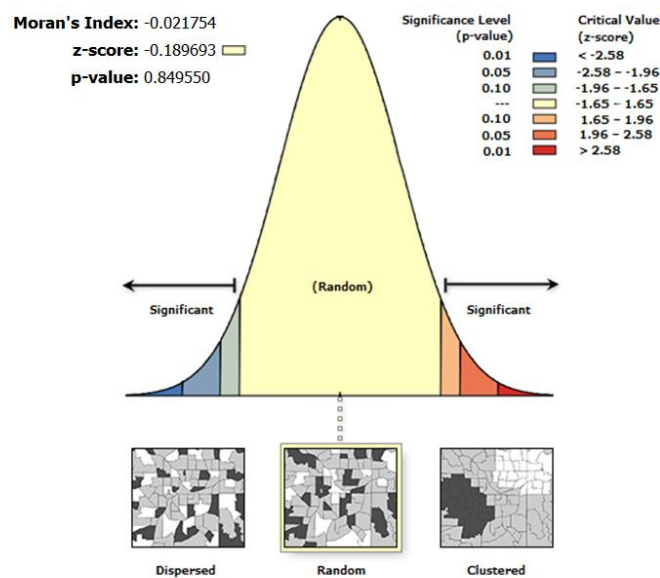 Moran's Index: -0.021754
z-score: -0.189693
p-value: 0.849550
Significance Level
(p-value)
Critical Value
(z-score)
0.01 < -2.58
0.05 -2.58 – -1.96
0.10 -1.96 – -1.65
--- -1.65 – 1.65
0.10 1.65 – 1.96
0.05 1.96 – 2.58
0.01 > 2.58
(Random)
Significant
Significant
Dispersed
Random
Clustered